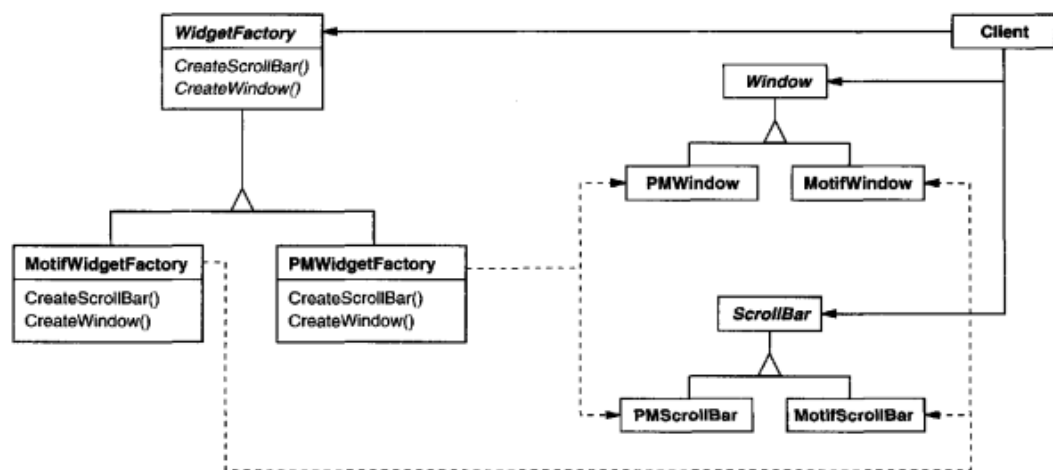 WidgetFactory
CreateScrollBar()
CreateWindow()
Client
Window
PMWindow
MotifWindow
MotifWidgetFactory
CreateScrollBar()
CreateWindow()
PMWidgetFactory
CreateScrollBar()
CreateWindow()
ScrollBar
PMScrollBar
MotifScrollBar